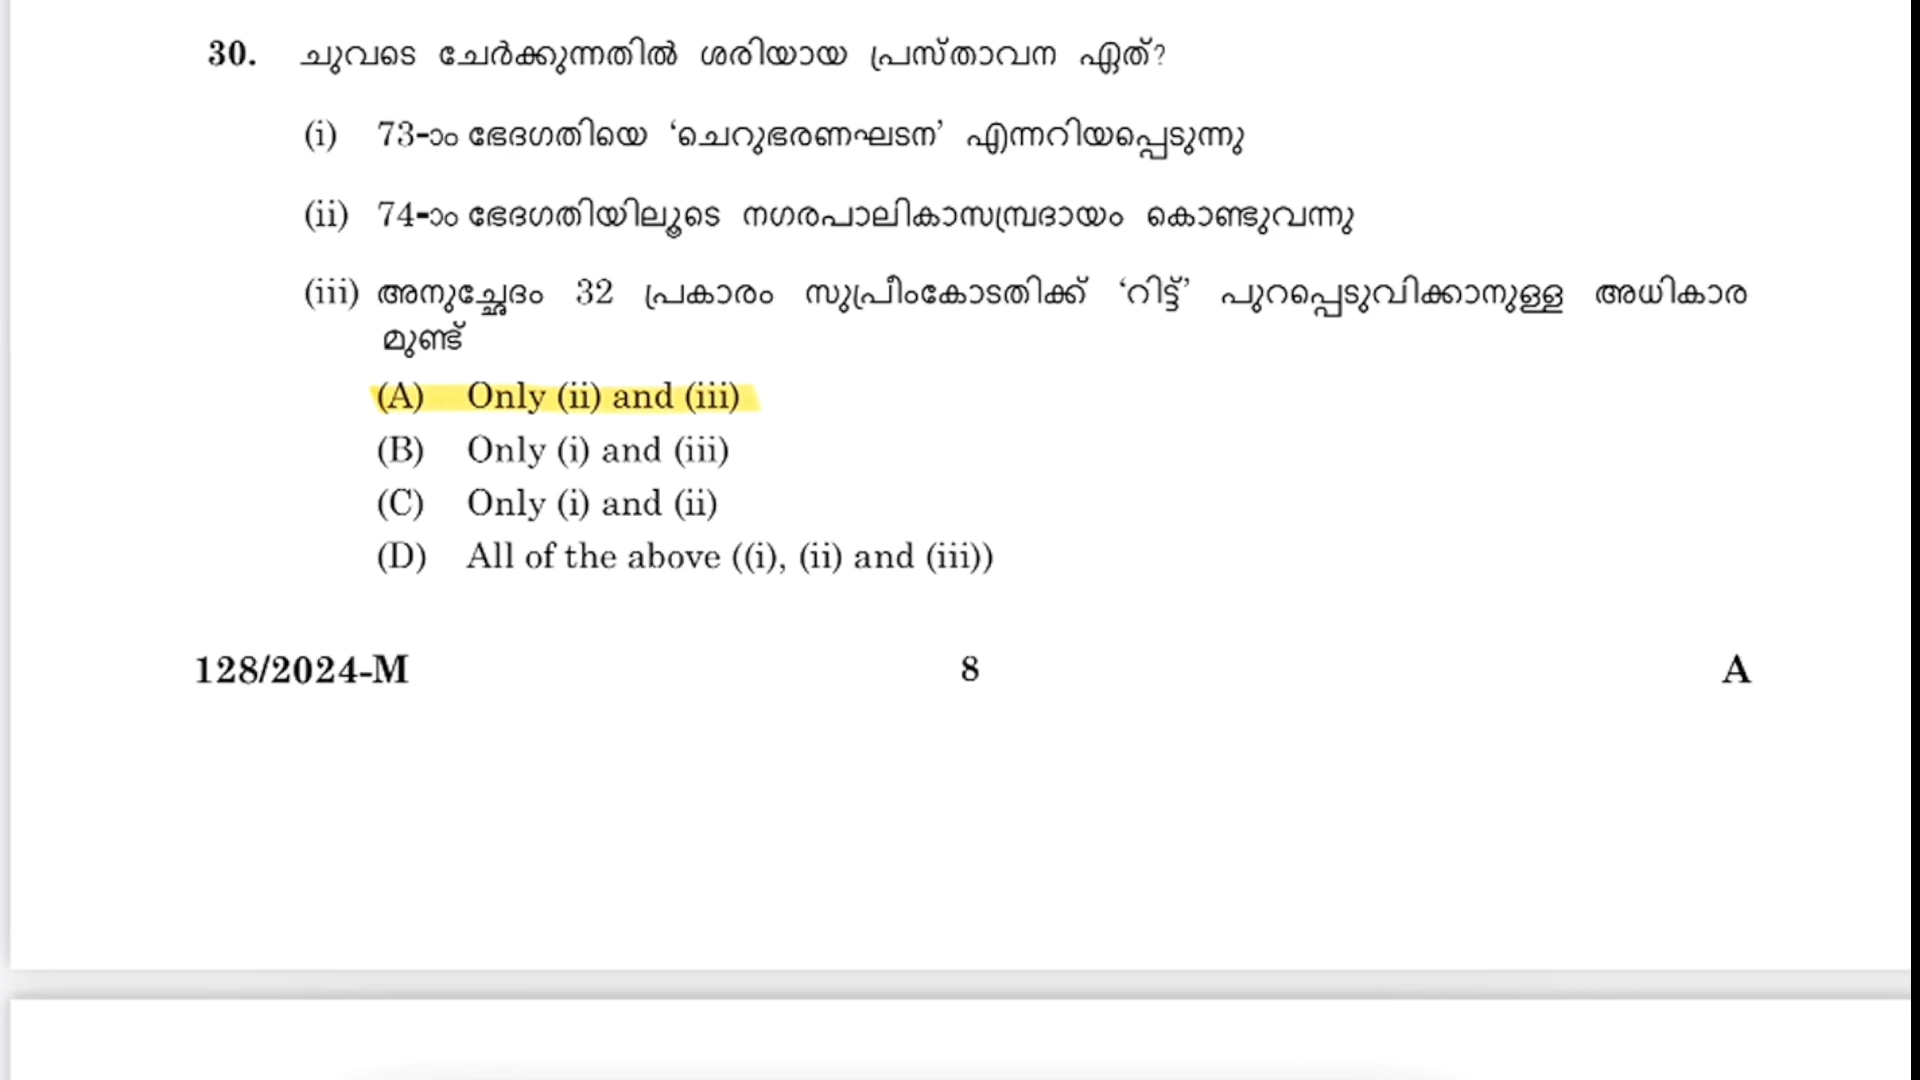 30. ചുവടെ ചേർക്കുന്നതിൽ ശരിയായ പ്രസ്താവന ഏത്?
(i) 73-ാം ഭേദഗതിയെ ‘ചെറുഭരണഘടന’ എന്നറിയപ്പെടുന്നു
(ii) 74-ാം ഭേദഗതിയിലൂടെ നഗരപാലികാസമ്പ്രദായം കൊണ്ടുവന്നു
(iii) അനുച്ഛേദം 32 പ്രകാരം സുപ്രീംകോടതിക്ക് ‘റിട്ട്’ പുറപ്പെടുവിക്കാനുള്ള അധികാര
മുണ്ട്
(A) Only (ii) and (iii)
(B) Only (i) and (iii)
(C) Only (i) and (ii)
(D) All of the above ((i), (ii) and (iii))
128/2024-M 8 A